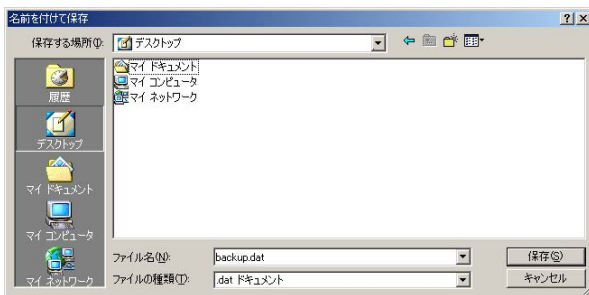 名前を付けて保存
保存する場所(I):
デスクトップ
マイ ドキュメント
マイ コンピュータ
マイ ネットワーク
履歴
デスクトップ
マイ ドキュメント
マイ コンピュータ
マイ ネットワーク
ファイル名(N):
backup.dat
保存(S)
ファイルの種類(T):
.dat ドキュメント
キャンセル